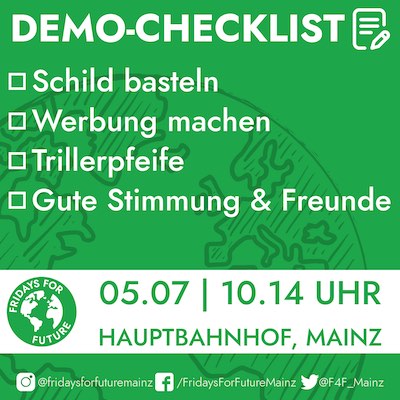 DEMO-CHECKLIST
Schild basteln
Werbung machen
Trillerpfeife
Gute Stimmung & Freunde
FRIDAYS FOR
FUTURE
05.07 | 10.14 UHR
HAUPTBAHNHOF, MAINZ
@fridaysforfuturemainz /FridaysForFutureMainz @F4F_Mainz